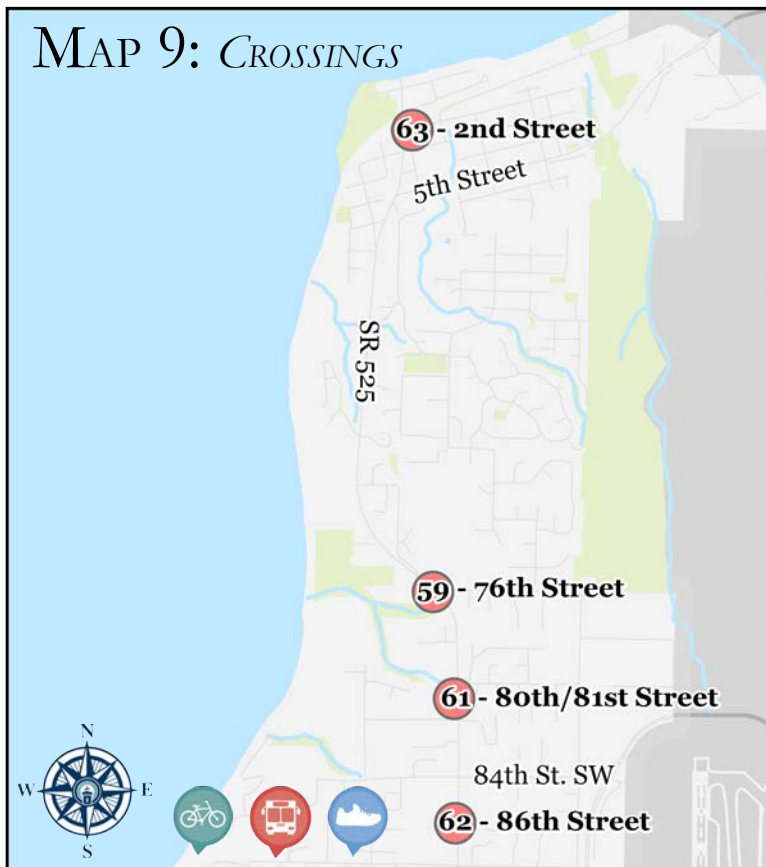 MAP 9: CROSSINGS
63 - 2nd Street
5th Street
SR 525
59 - 76th Street
61 - 80th/81st Street
84th St. SW
62 - 86th Street
N
W E
S